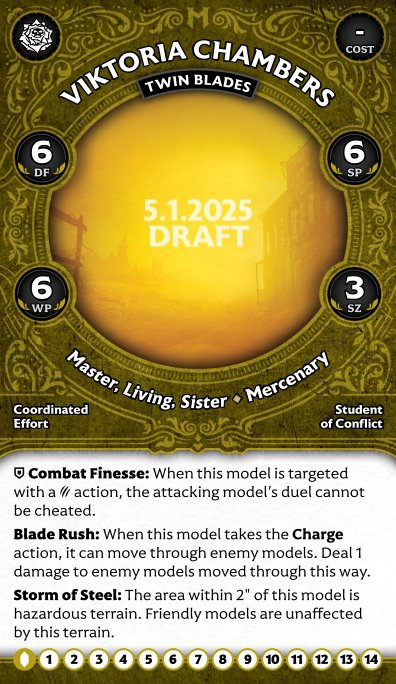 -
COST
VIKTORIA CHAMBERS
TWIN BLADES
6
DF
6
SP
5.1.2025
DRAFT
6
WP
3
SZ
Master, Living, Sister ⬥ Mercenary
Coordinated
Effort
Student
of Conflict
Combat Finesse: When this model is targeted
with a action, the attacking model's duel cannot
be cheated.
Blade Rush: When this model takes the Charge
action, it can move through enemy models. Deal 1
damage to enemy models moved through this way.
Storm of Steel: The area within 2" of this model is
hazardous terrain. Friendly models are unaffected
by this terrain.
1 2 3 4 5 6 7 8 9 10 11 12 13 14